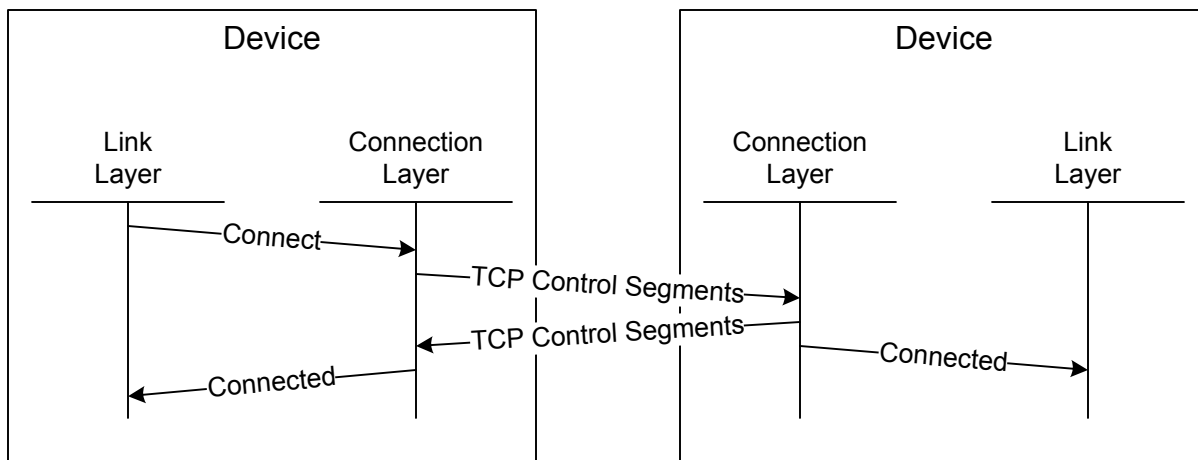 Device
Device
Link
Layer
Connection
Layer
Connection
Layer
Link
Layer
Connect
TCP Control Segments
TCP Control Segments
Connected
Connected